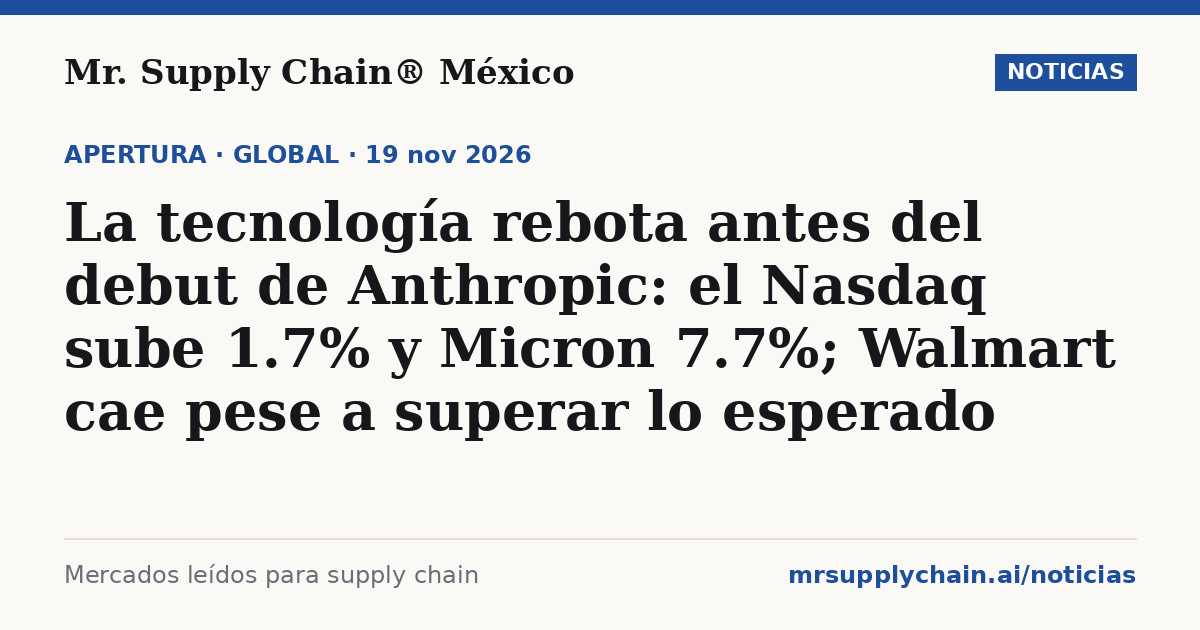 Mr. Supply Chain® México
NOTICIAS
APERTURA · GLOBAL · 19 nov 2026
La tecnología rebota antes del
debut de Anthropic: el Nasdaq
sube 1.7% y Micron 7.7%; Walmart
cae pese a superar lo esperado
Mercados leídos para supply chain
mrsupplychain.ai/noticias